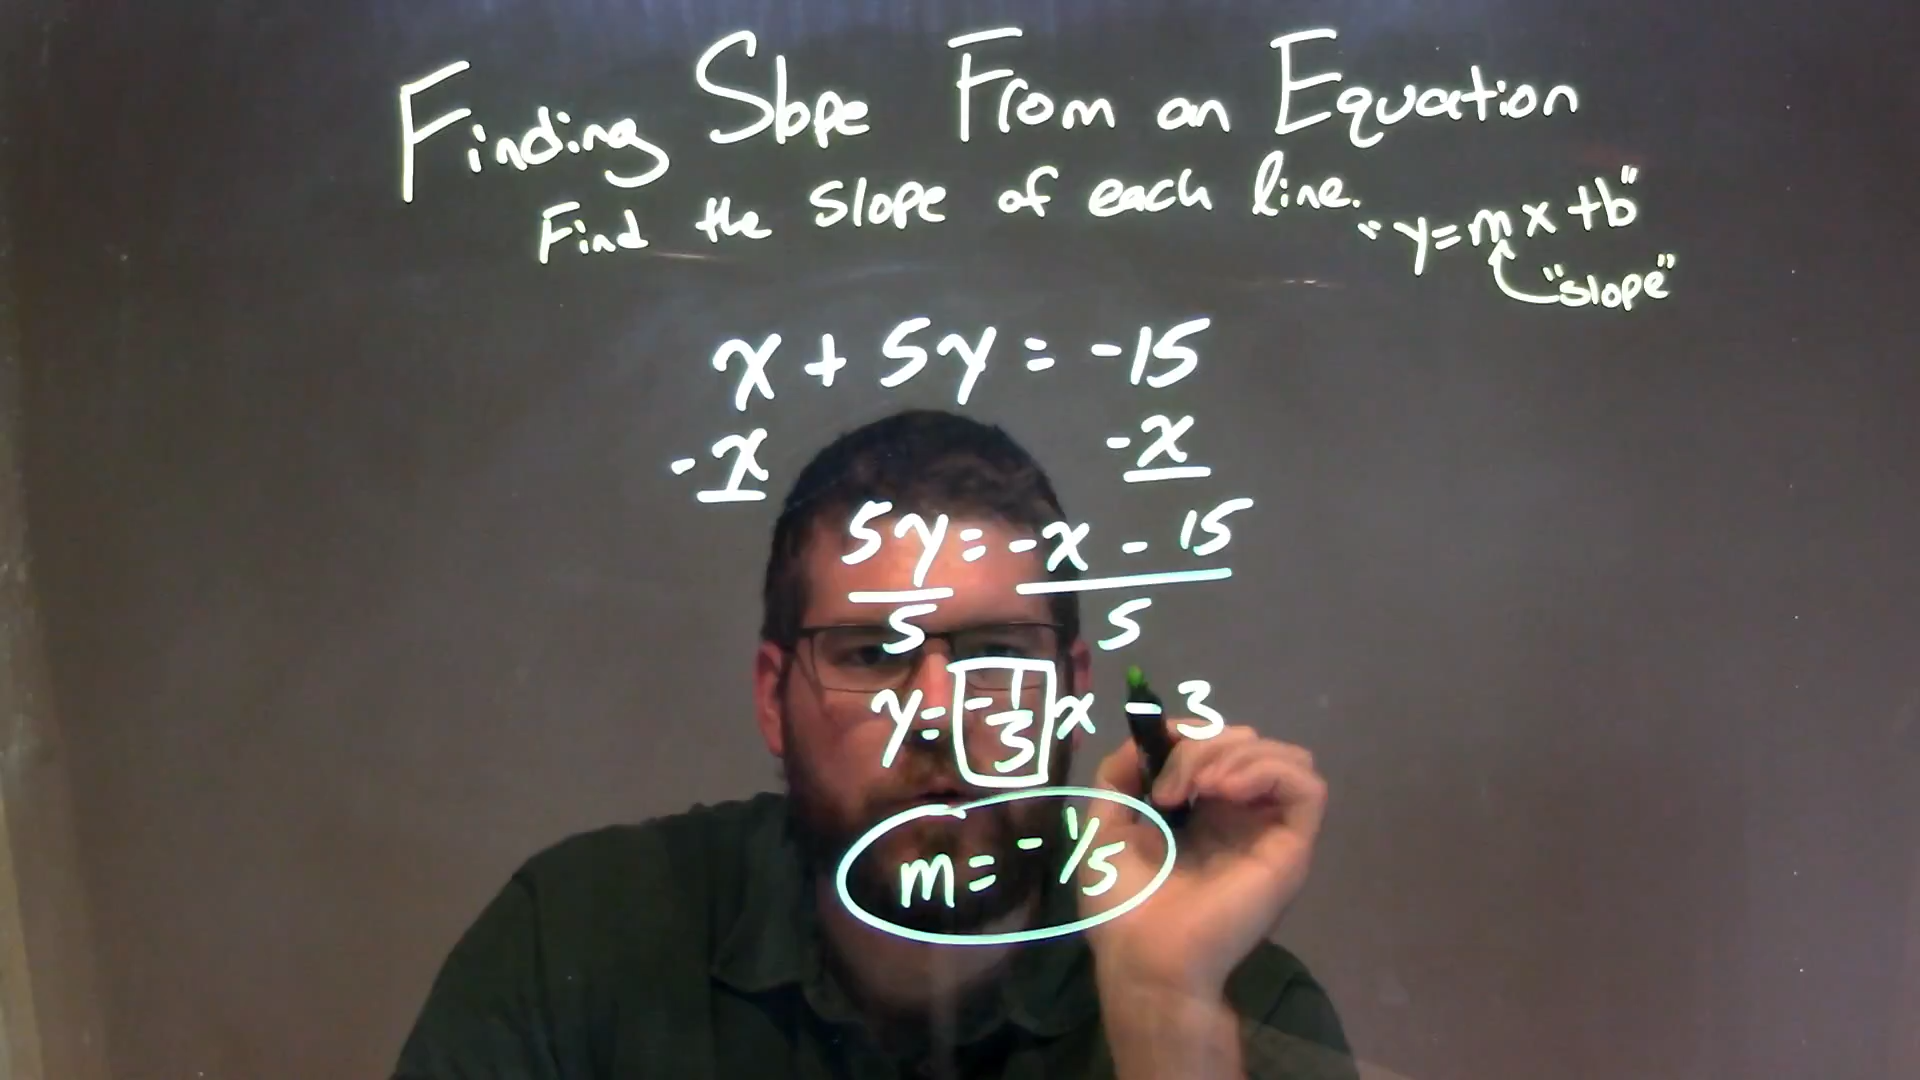 Finding Slope From an Equation
Find the slope of each line.
"y=mx+b"
"slope"
x + 5y = -15
-x -x
5y = -x - 15
5 5
y = -1/5 x - 3
m = -1/5